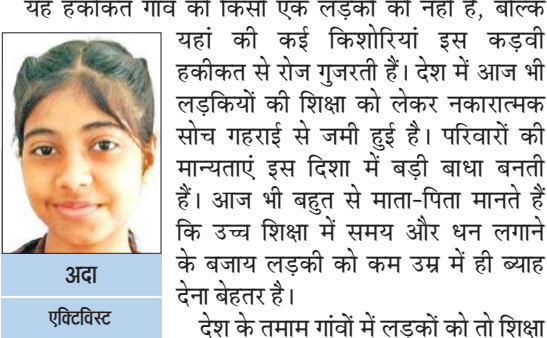 यह हकीकत गांव की किसी एक लड़की की नहीं है, बल्कि
यहां की कई किशोरियां इस कड़वी
हकीकत से रोज गुजरती हैं। देश में आज भी
लड़कियों की शिक्षा को लेकर नकारात्मक
सोच गहराई से जमी हुई है। परिवारों की
मान्यताएं इस दिशा में बड़ी बाधा बनती
हैं। आज भी बहुत से माता-पिता मानते हैं
कि उच्च शिक्षा में समय और धन लगाने
के बजाय लड़की को कम उम्र में ही ब्याह
देना बेहतर है।
देश के तमाम गांवों में लड़कों को तो शिक्षा
अदा
एक्टिविस्ट